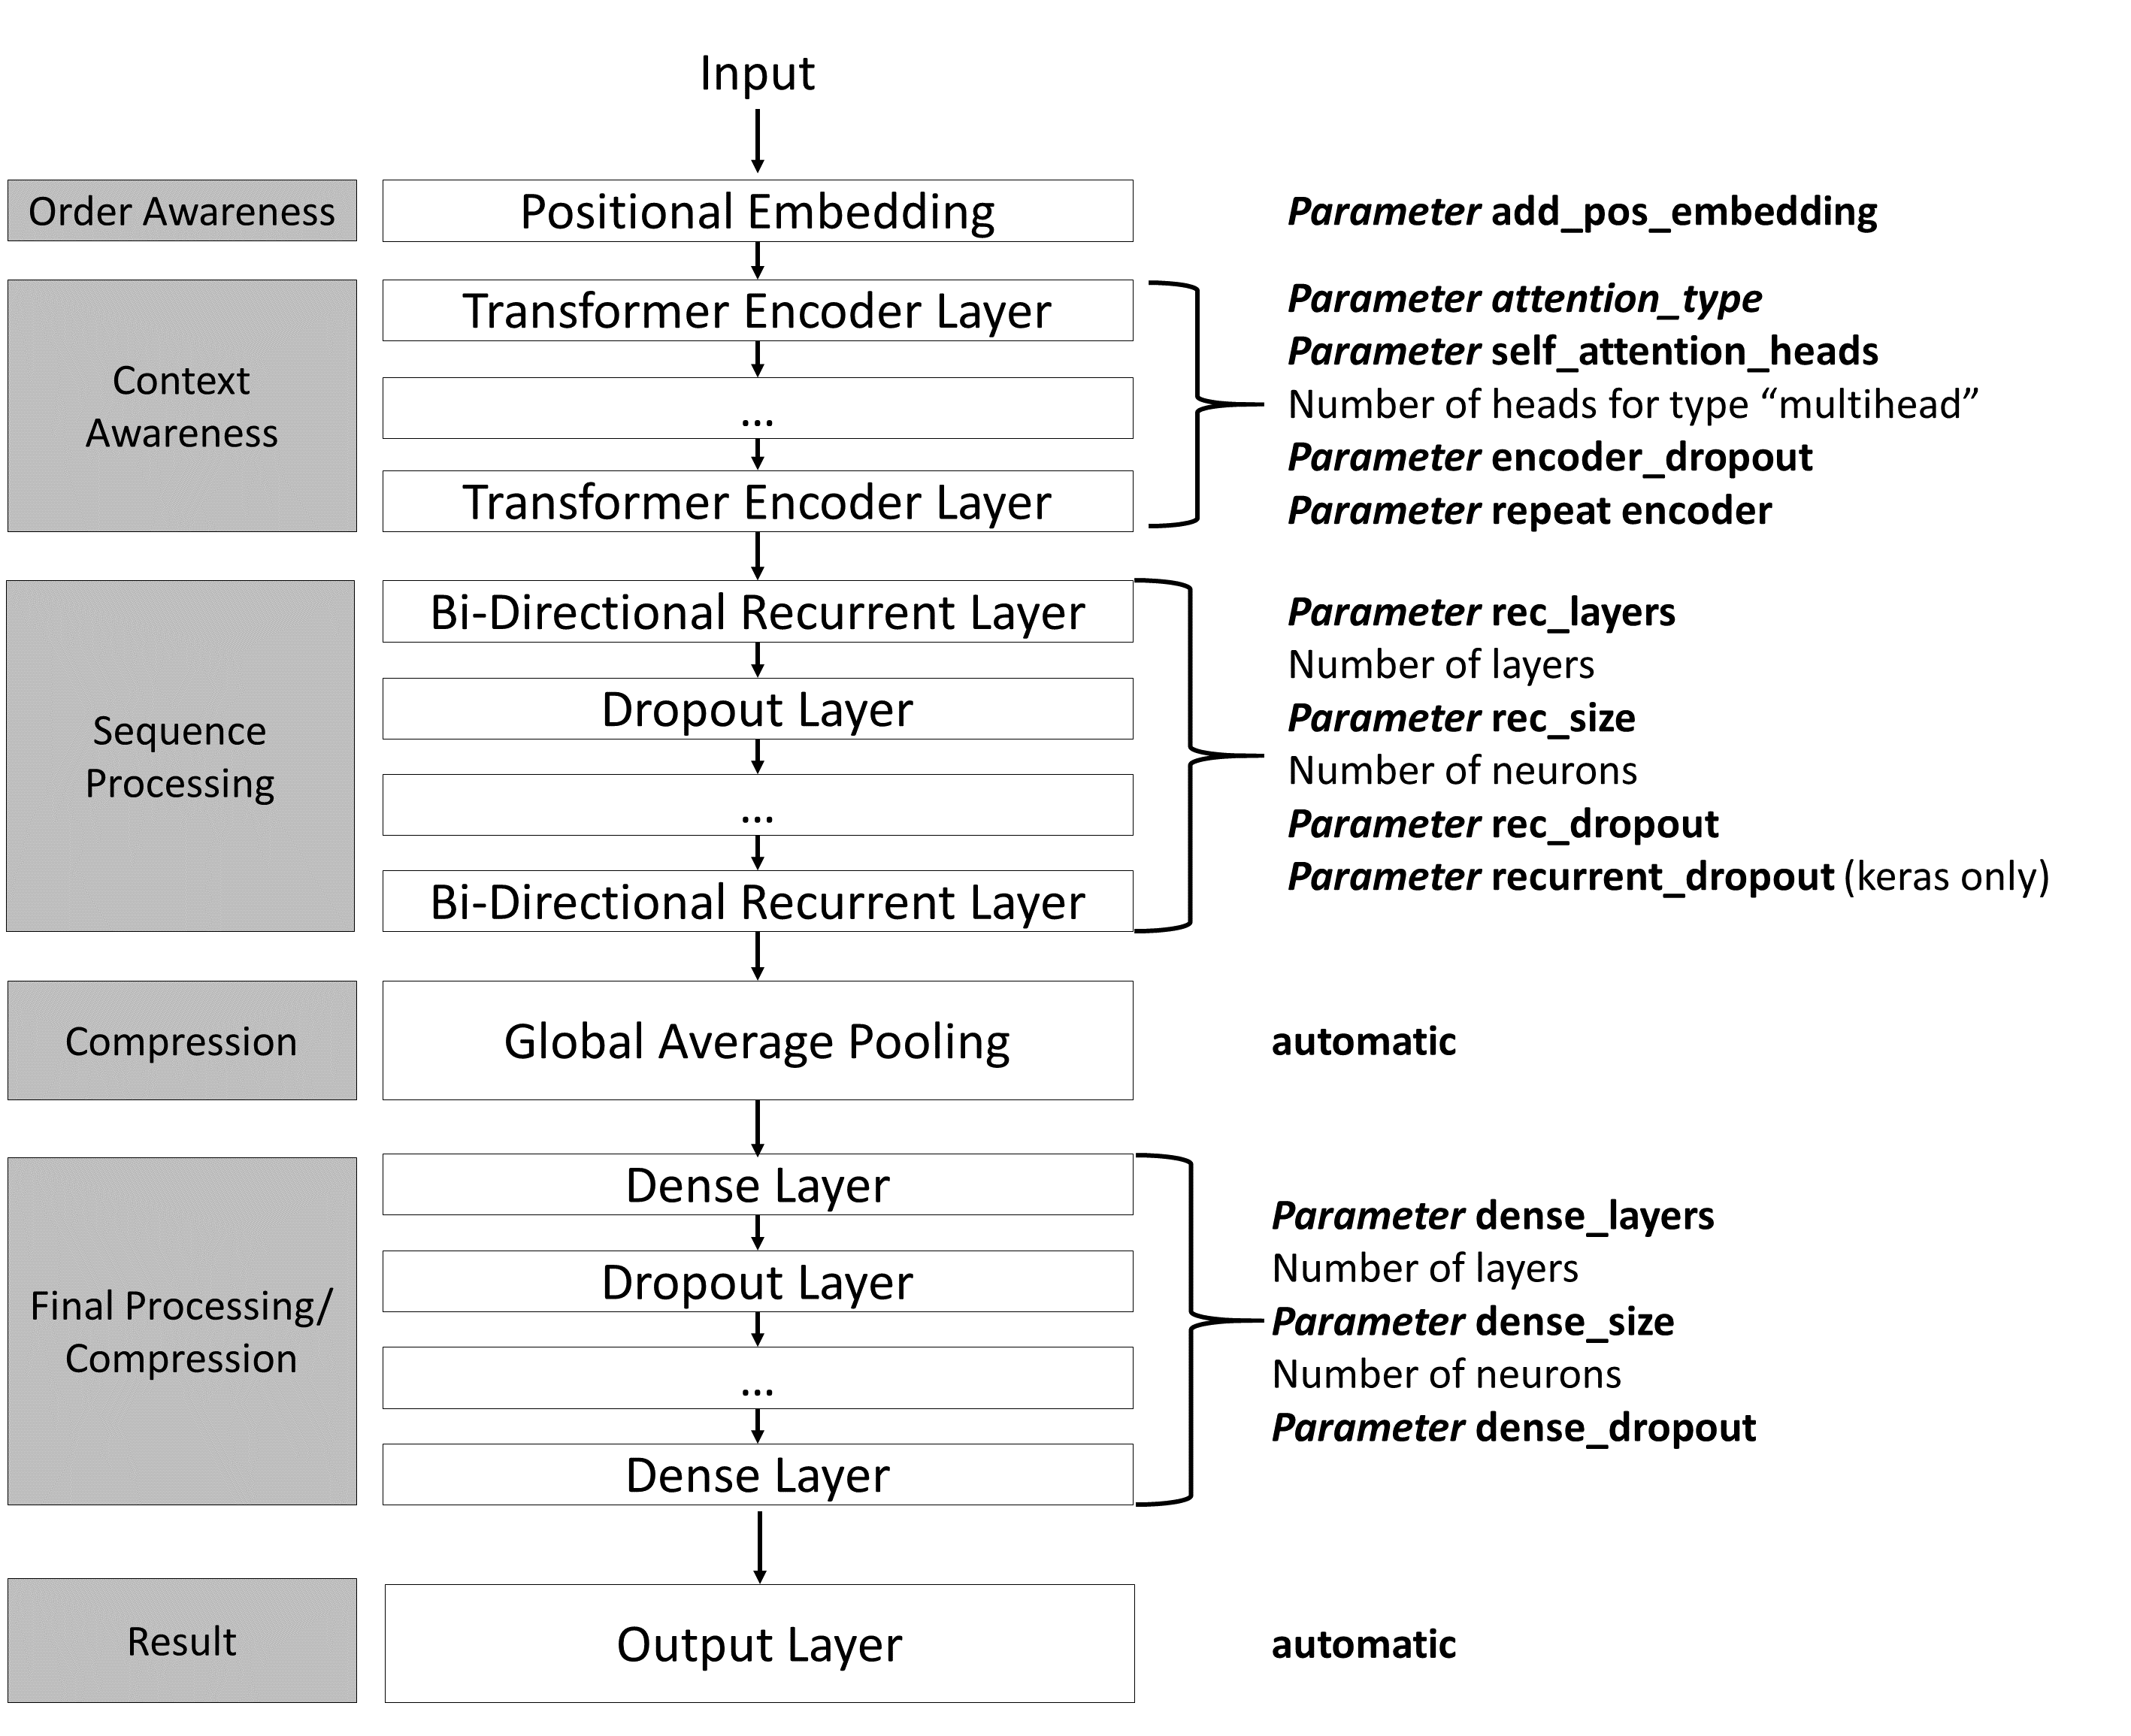 Input
Order Awareness
Positional Embedding
Parameter add_pos_embedding
Context
Awareness
Transformer Encoder Layer
...
Transformer Encoder Layer
Parameter attention_type
Parameter self_attention_heads
Number of heads for type “multihead”
Parameter encoder_dropout
Parameter repeat encoder
Sequence
Processing
Bi-Directional Recurrent Layer
Dropout Layer
...
Bi-Directional Recurrent Layer
Parameter rec_layers
Number of layers
Parameter rec_size
Number of neurons
Parameter rec_dropout
Parameter recurrent_dropout (keras only)
Compression
Global Average Pooling
automatic
Final Processing/
Compression
Dense Layer
Dropout Layer
...
Dense Layer
Parameter dense_layers
Number of layers
Parameter dense_size
Number of neurons
Parameter dense_dropout
Result
Output Layer
automatic